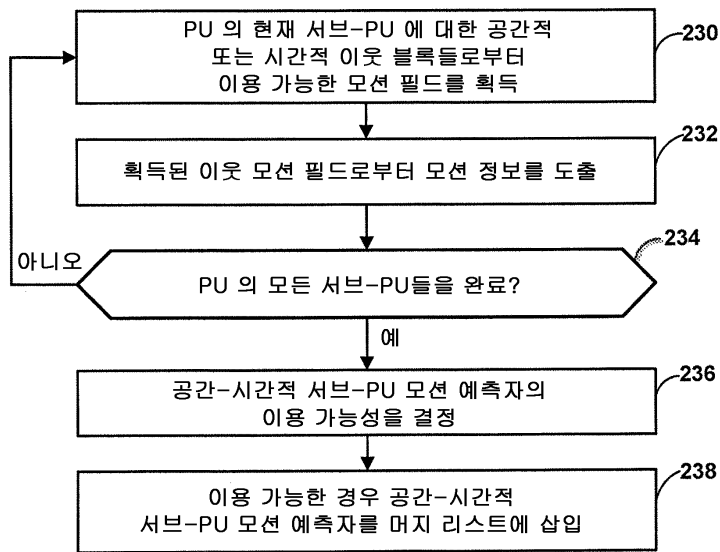 PU 의 현재 서브-PU 에 대한 공간적
또는 시간적 이웃 블록들로부터
이용 가능한 모션 필드를 획득
230
획득된 이웃 모션 필드로부터 모션 정보를 도출
232
아니오
PU 의 모든 서브-PU들을 완료?
234
예
공간-시간적 서브-PU 모션 예측자의
이용 가능성을 결정
236
이용 가능한 경우 공간-시간적
서브-PU 모션 예측자를 머지 리스트에 삽입
238